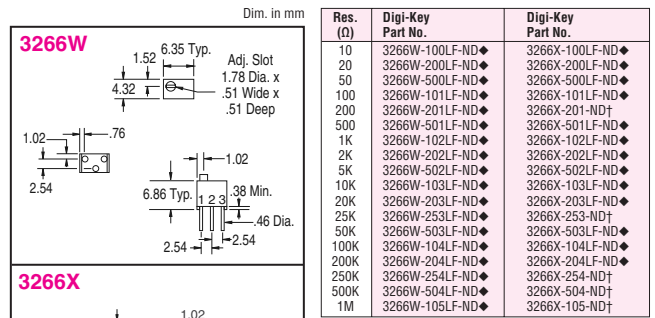 Dim. in mm
3266W
1.52
6.35 Typ.
Adj. Slot
1.78 Dia. x
.51 Wide x
.51 Deep
4.32
1.02
.76
2.54
1.02
6.86 Typ.
.38 Min.
1 2 3
.46 Dia.
2.54
2.54
3266X
1.02
Res. (Ω) Digi-Key Part No. Digi-Key Part No.
10 3266W-100LF-ND◆ 3266X-100LF-ND◆
20 3266W-200LF-ND◆ 3266X-200LF-ND◆
50 3266W-500LF-ND◆ 3266X-500LF-ND◆
100 3266W-101LF-ND◆ 3266X-101LF-ND◆
200 3266W-201LF-ND◆ 3266X-201-ND†
500 3266W-501LF-ND◆ 3266X-501LF-ND◆
1K 3266W-102LF-ND◆ 3266X-102LF-ND◆
2K 3266W-202LF-ND◆ 3266X-202LF-ND◆
5K 3266W-502LF-ND◆ 3266X-502LF-ND◆
10K 3266W-103LF-ND◆ 3266X-103LF-ND◆
20K 3266W-203LF-ND◆ 3266X-203LF-ND◆
25K 3266W-253LF-ND◆ 3266X-253-ND†
50K 3266W-503LF-ND◆ 3266X-503LF-ND◆
100K 3266W-104LF-ND◆ 3266X-104LF-ND◆
200K 3266W-204LF-ND◆ 3266X-204LF-ND◆
250K 3266W-254LF-ND◆ 3266X-254-ND†
500K 3266W-504LF-ND◆ 3266X-504-ND†
1M 3266W-105LF-ND◆ 3266X-105-ND†